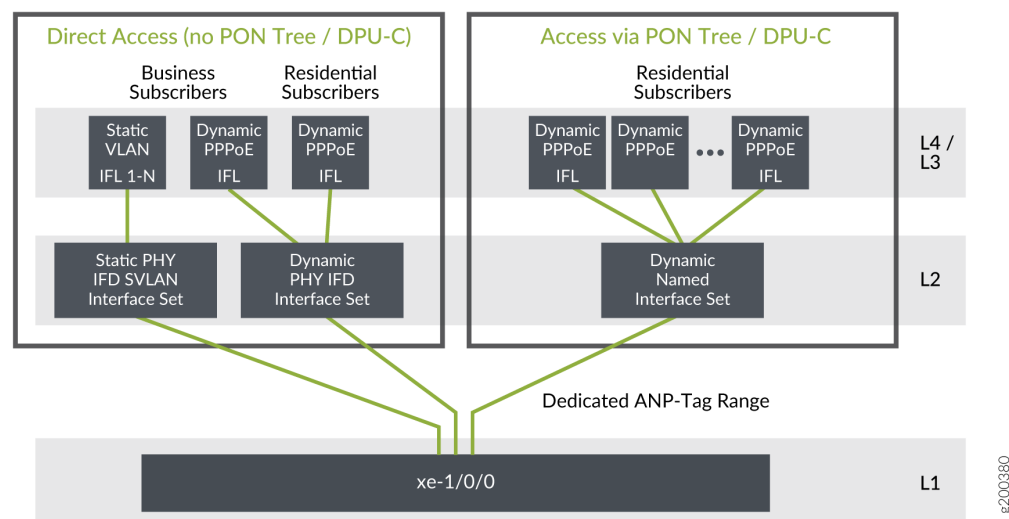 Direct Access (no PON Tree / DPU-C)
Access via PON Tree / DPU-C
Business
Subscribers
Residential
Subscribers
Residential
Subscribers
Static
VLAN
IFL 1-N
Dynamic
PPPoE
IFL
Dynamic
PPPoE
IFL
Dynamic
PPPoE
IFL
Dynamic
PPPoE
•••
Dynamic
PPPoE
IFL
L4 /
L3
Static PHY
IFD SVLAN
Interface Set
Dynamic
PHY IFD
Interface Set
Dynamic
Named
Interface Set
L2
Dedicated ANP-Tag Range
xe-1/0/0
L1
g200380